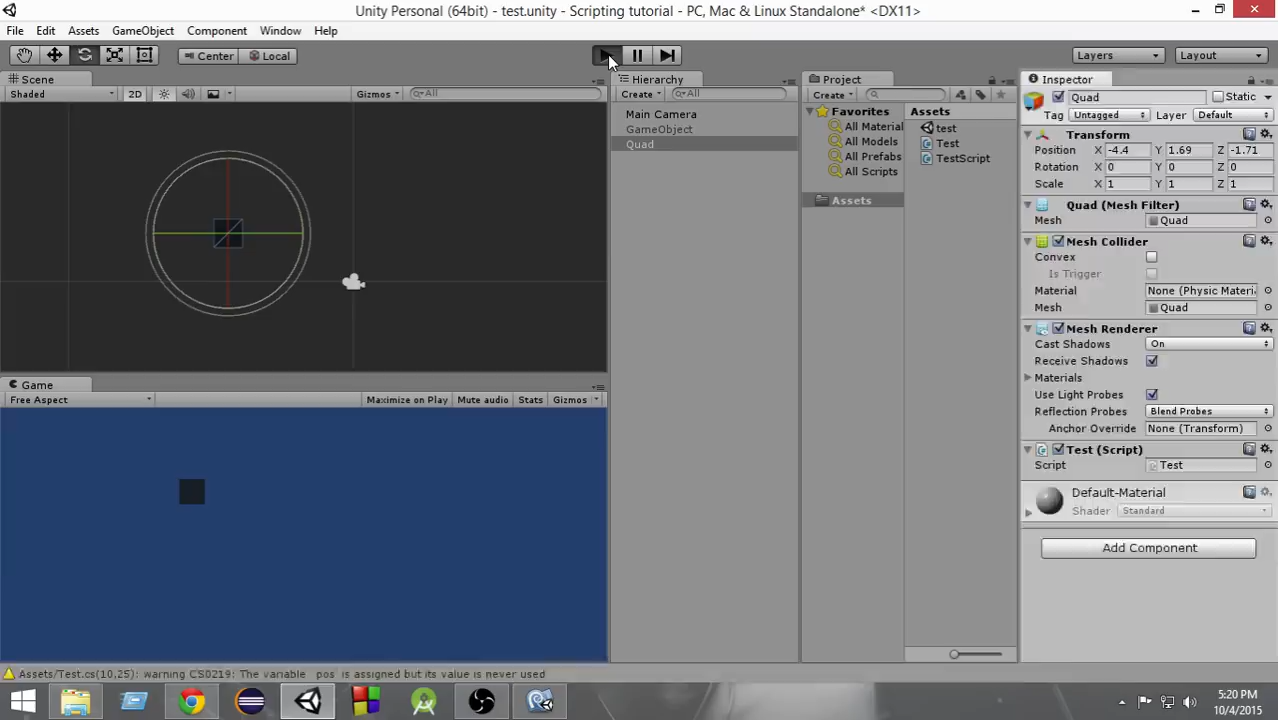 Unity Personal (64bit) - test.unity - Scripting tutorial - PC, Mac & Linux Standalone* <DX11>
File Edit Assets GameObject Component Window Help
Center Local Layers Layout
Scene
Shaded 2D Gizmos All
Hierarchy
Create All
Main Camera
GameObject
Quad
Project
Create
Favorites
All Material
All Models
All Prefabs
All Scripts
Assets
Assets
test
Test
TestScript
Inspector
Quad Static
Tag Untagged Layer Default
Transform
Position X -4.4 Y 1.69 Z -1.71
Rotation X 0 Y 0 Z 0
Scale X 1 Y 1 Z 1
Quad (Mesh Filter)
Mesh Quad
Mesh Collider
Convex
Is Trigger
Material None (Physic Materi
Mesh Quad
Mesh Renderer
Cast Shadows On
Receive Shadows
Materials
Use Light Probes
Reflection Probes Blend Probes
Anchor Override None (Transform)
Test (Script)
Script Test
Default-Material
Shader Standard
Add Component
Game
Free Aspect Maximize on Play Mute audio Stats Gizmos
Assets/Test.cs(10,25): warning CS0219: The variable `pos' is assigned but its value is never used
5:20 PM
10/4/2015